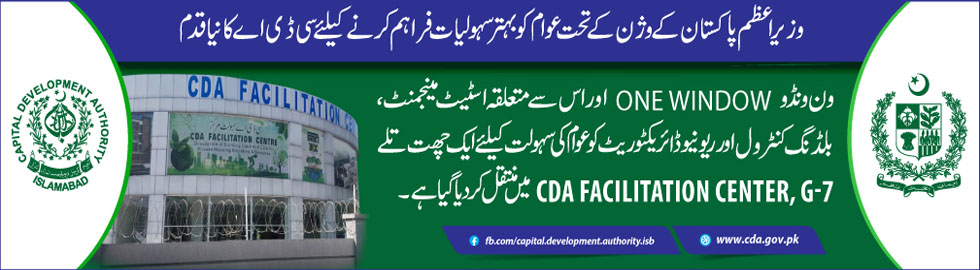 وزیراعظم پاکستان کے وژن کے تحت عوام کو بہتر سہولیات فراہم کرنے کیلئے سی ڈی اے کا نیا قدم
CAPITAL DEVELOPMENT AUTHORITY
ISLAMABAD
CDA FACILITATION CE
CDA FACILITATION CENTRE
ون ونڈو ONE WINDOW اور اس سے متعلقہ اسٹیٹ مینجمنٹ،
بلڈنگ کنٹرول اور ریونیو ڈائریکٹوریٹ کو عوام کی سہولت کیلئے ایک چھت تلے
CDA FACILITATION CENTER, G-7 میں منتقل کر دیا گیا ہے۔
fb.com/capital.development.authority.isb
www.cda.gov.pk